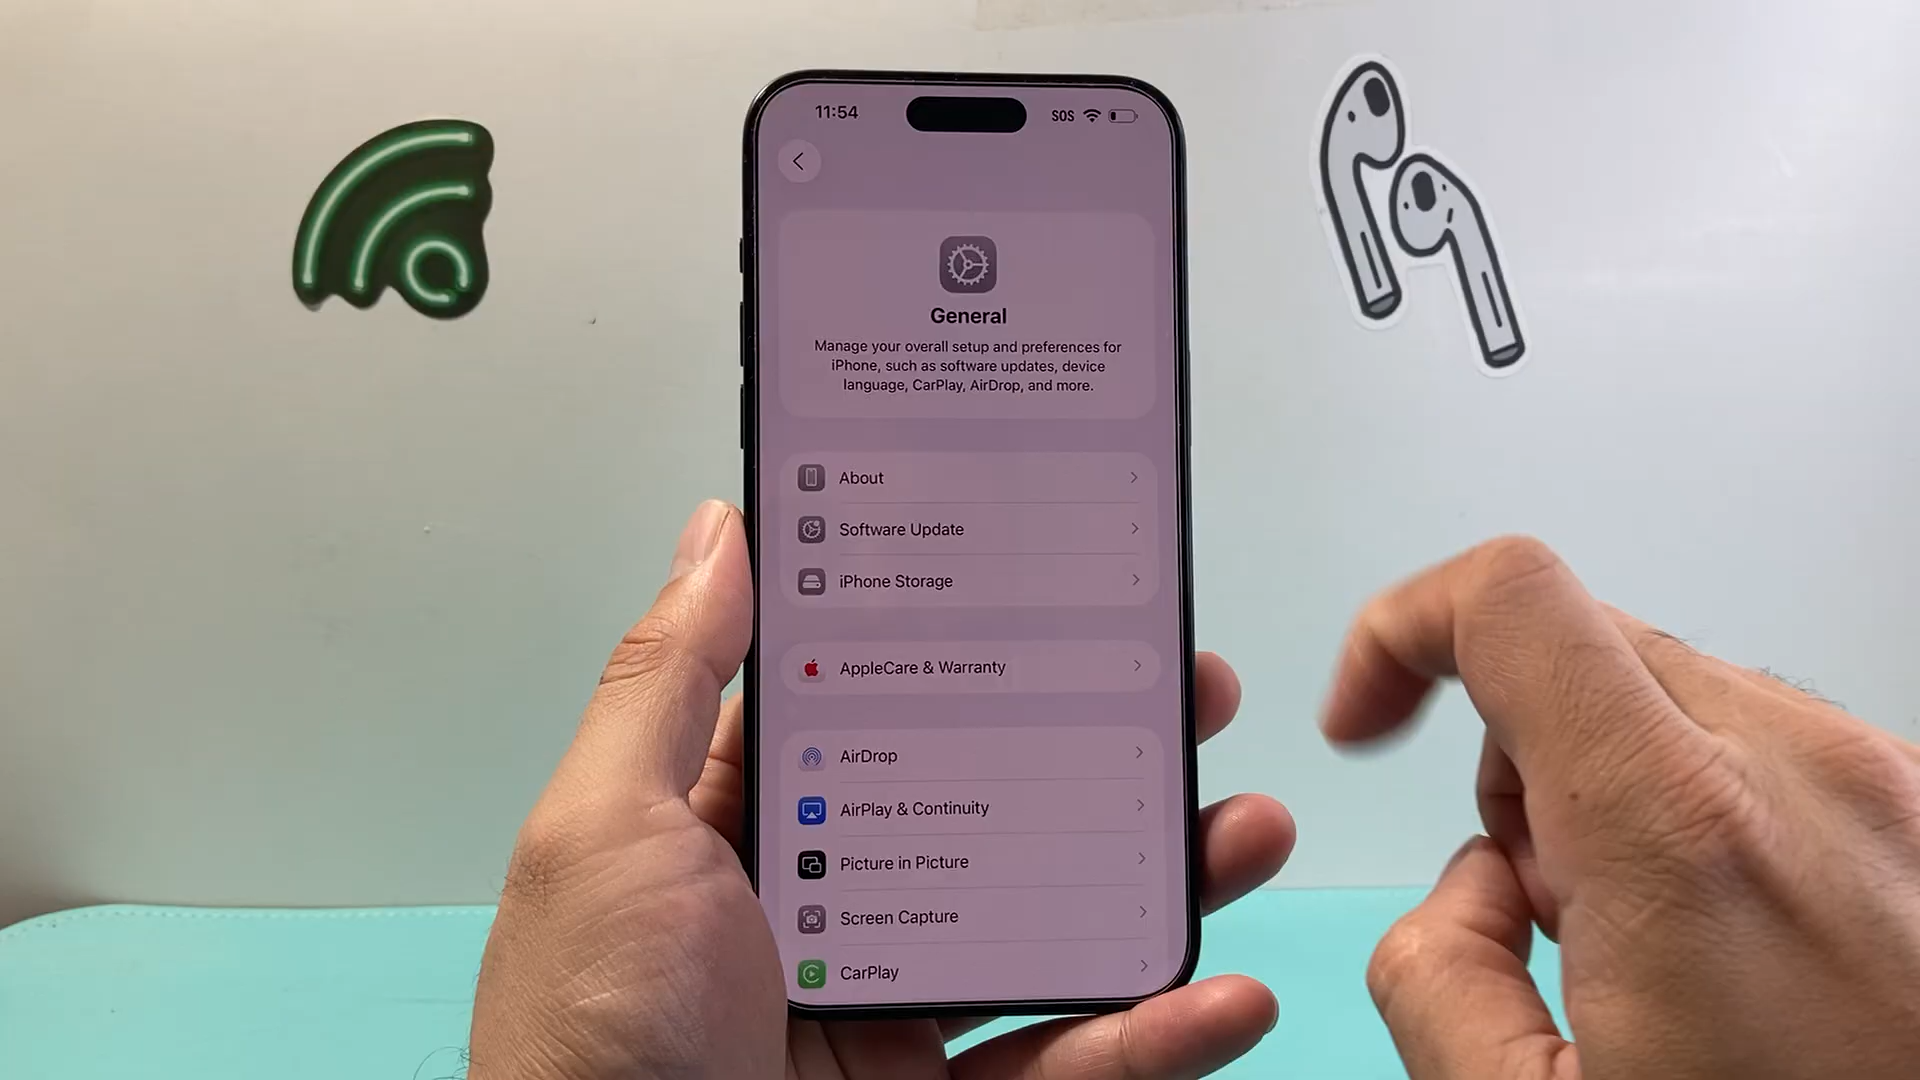 11:54
SOS
General
Manage your overall setup and preferences for
iPhone, such as software updates, device
language, CarPlay, AirDrop, and more.
About
Software Update
iPhone Storage
AppleCare & Warranty
AirDrop
AirPlay & Continuity
Picture in Picture
Screen Capture
CarPlay